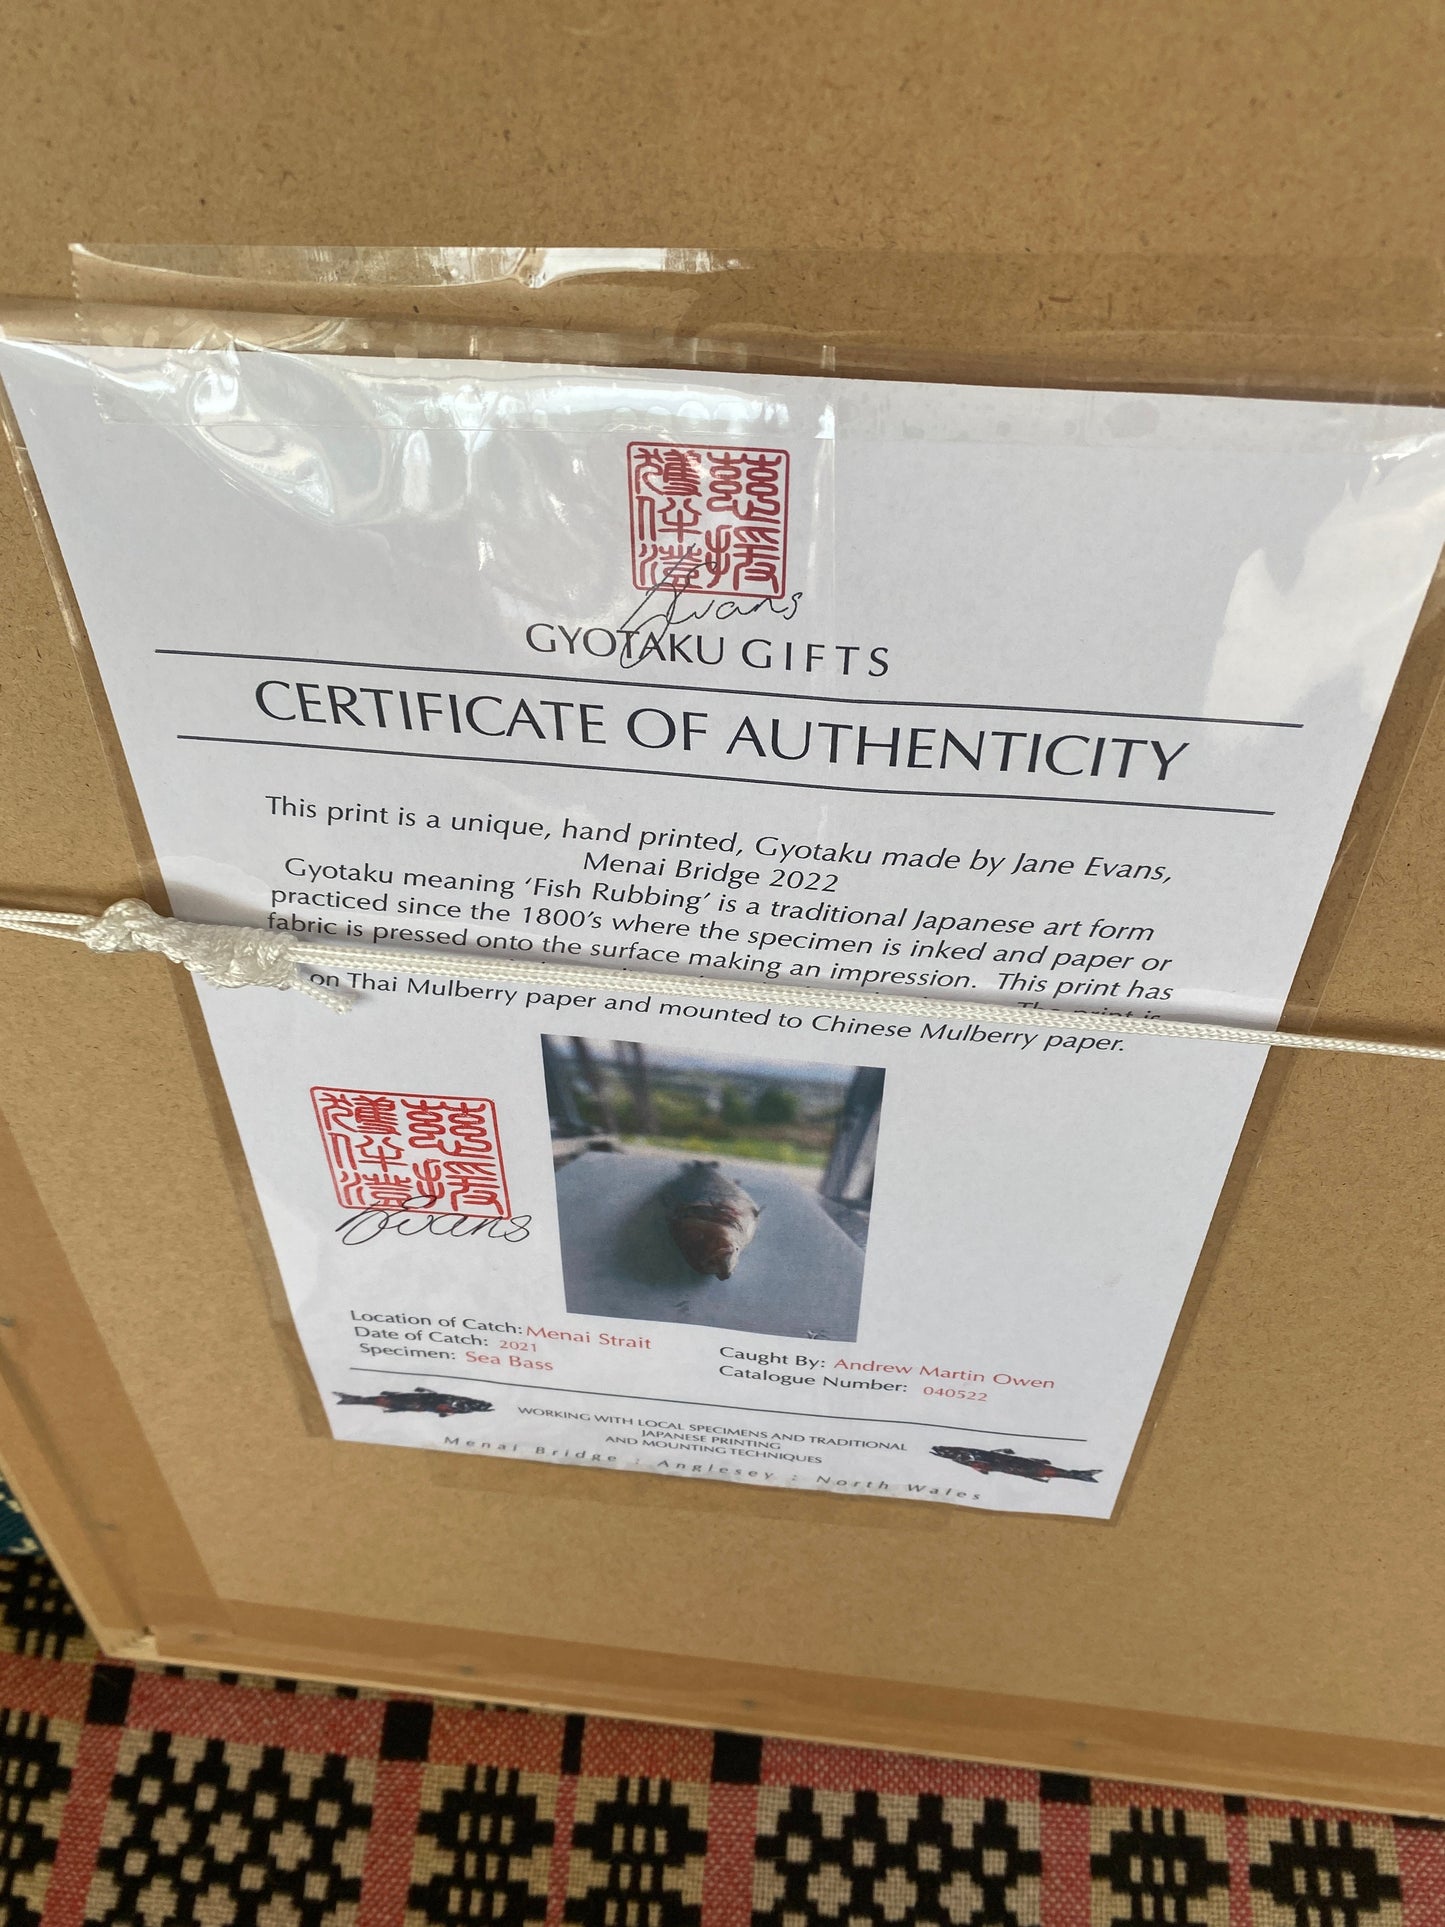 Evans
GYOTAKU GIFTS
CERTIFICATE OF AUTHENTICITY
This print is a unique, hand printed, Gyotaku made by Jane Evans,
Menai Bridge 2022
Gyotaku meaning ‘Fish Rubbing’ is a traditional Japanese art form
practiced since the 1800’s where the specimen is inked and paper or
fabric is pressed onto the surface making an impression. This print has
The print is
on Thai Mulberry paper and mounted to Chinese Mulberry paper.
Evans
Location of Catch: Menai Strait
Date of Catch: 2021
Specimen: Sea Bass
Caught By: Andrew Martin Owen
Catalogue Number: 040522
WORKING WITH LOCAL SPECIMENS AND TRADITIONAL
JAPANESE PRINTING
AND MOUNTING TECHNIQUES
Menai Bridge : Anglesey : North Wales